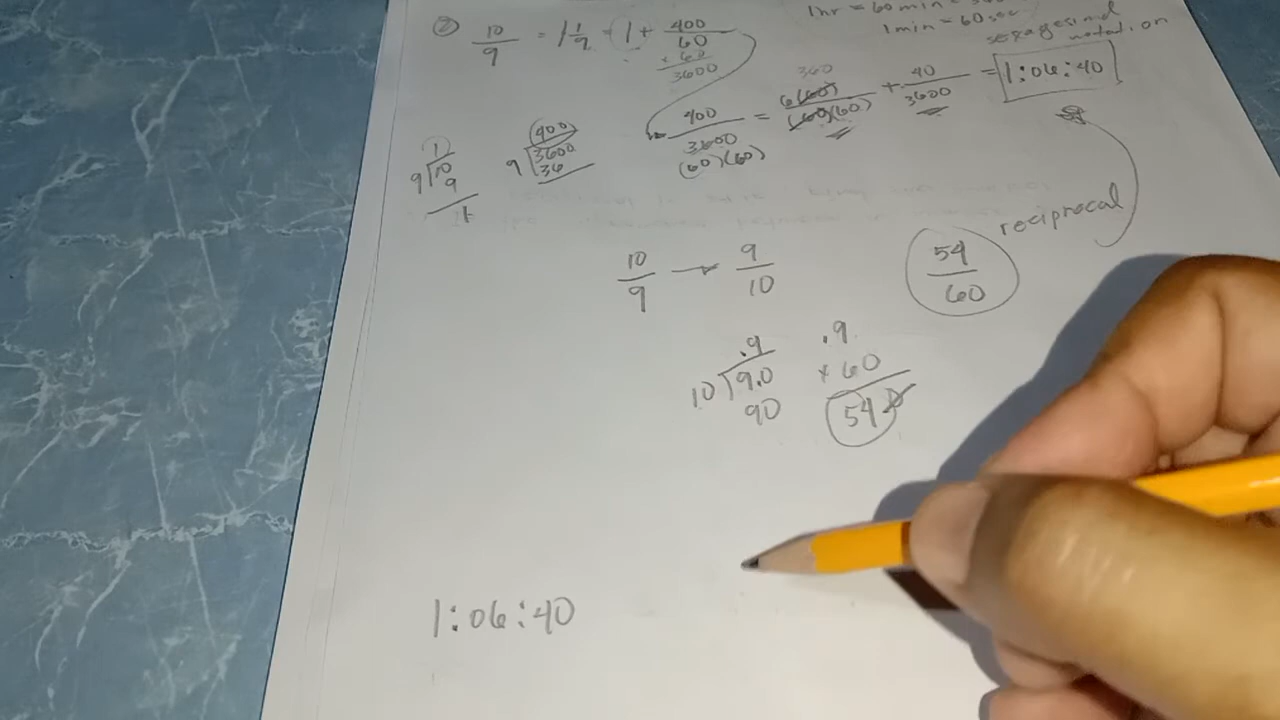 ② 10/9 = 1 1/9 = 1 + 400/60
x 60
3600
1hr = 60 min =
1 min = 60 sec
sexagesimal
notation
400/3600 = 6(60)/(60)(60) + 40/3600 = 1:06:40
360
(60)(60)
1
9 10
9
1
400
9 3600
36
reciprocal
10/9 → 9/10
54/60
.9
10 9.0
90
.9
x 60
540
1:06:40